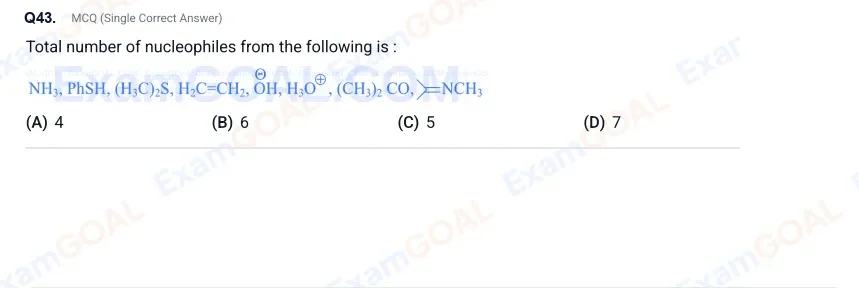 Q43. MCQ (Single Correct Answer)
Total number of nucleophiles from the following is :
NH₃, PhSH, (H₃C)₂S, H₂C=CH₂, ᶱOH, H₃O⊕, (CH₃)₂ CO, >=NCH₃
(A) 4 (B) 6 (C) 5 (D) 7